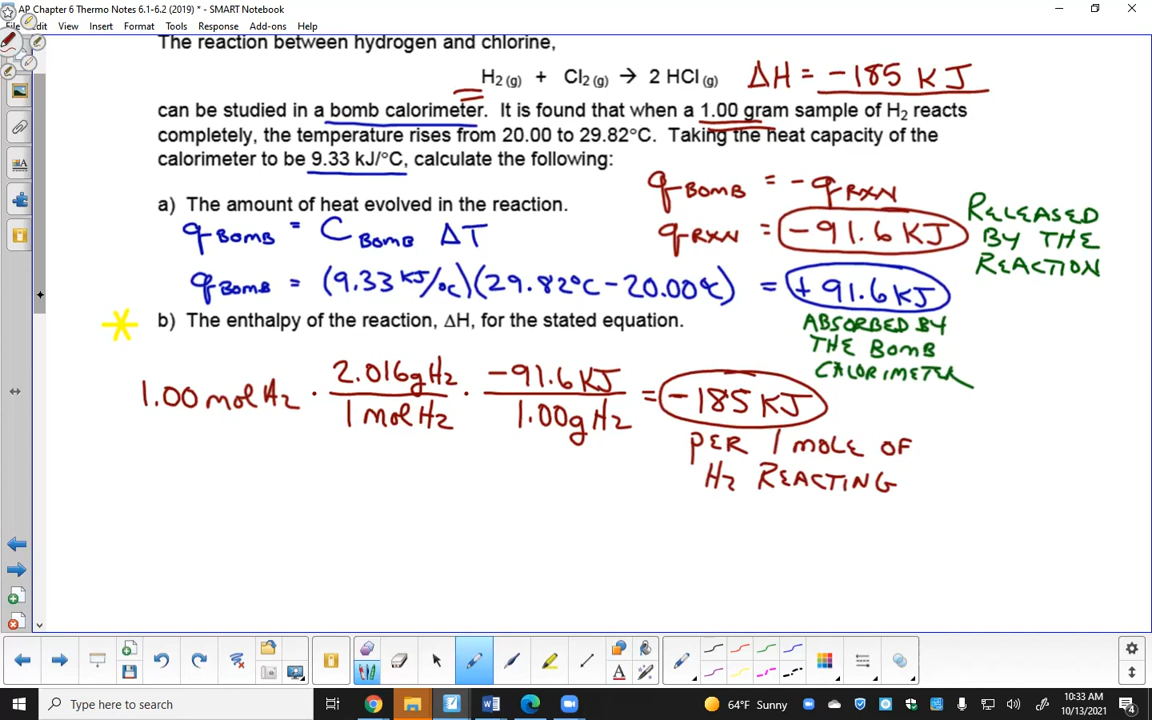 AP Chapter 6 Thermo Notes 6.1-6.2 (2019) * - SMART Notebook
File Edit View Insert Format Tools Response Add-ons Help
The reaction between hydrogen and chlorine,
H2 (g) + Cl2 (g) → 2 HCl (g) ΔH = -185 KJ
can be studied in a bomb calorimeter. It is found that when a 1.00 gram sample of H2 reacts
completely, the temperature rises from 20.00 to 29.82°C. Taking the heat capacity of the
calorimeter to be 9.33 kJ/°C, calculate the following:
qBOMB = -qRXN
a) The amount of heat evolved in the reaction.
qBOMB = CBOMB ΔT
qRXN = -91.6 KJ
RELEASED
BY THE
REACTION
qBOMB = (9.33 KJ/°C)(29.82°C - 20.00°C) = +91.6 KJ
ABSORBED BY
THE BOMB
CALORIMETER
b) The enthalpy of the reaction, ΔH, for the stated equation.
1.00 mol H2 · 2.016g H2 / 1 mol H2 · -91.6 KJ / 1.00g H2 = -185 KJ
PER 1 MOLE OF
H2 REACTING
Type here to search
64°F Sunny
10:33 AM
10/13/2021
4